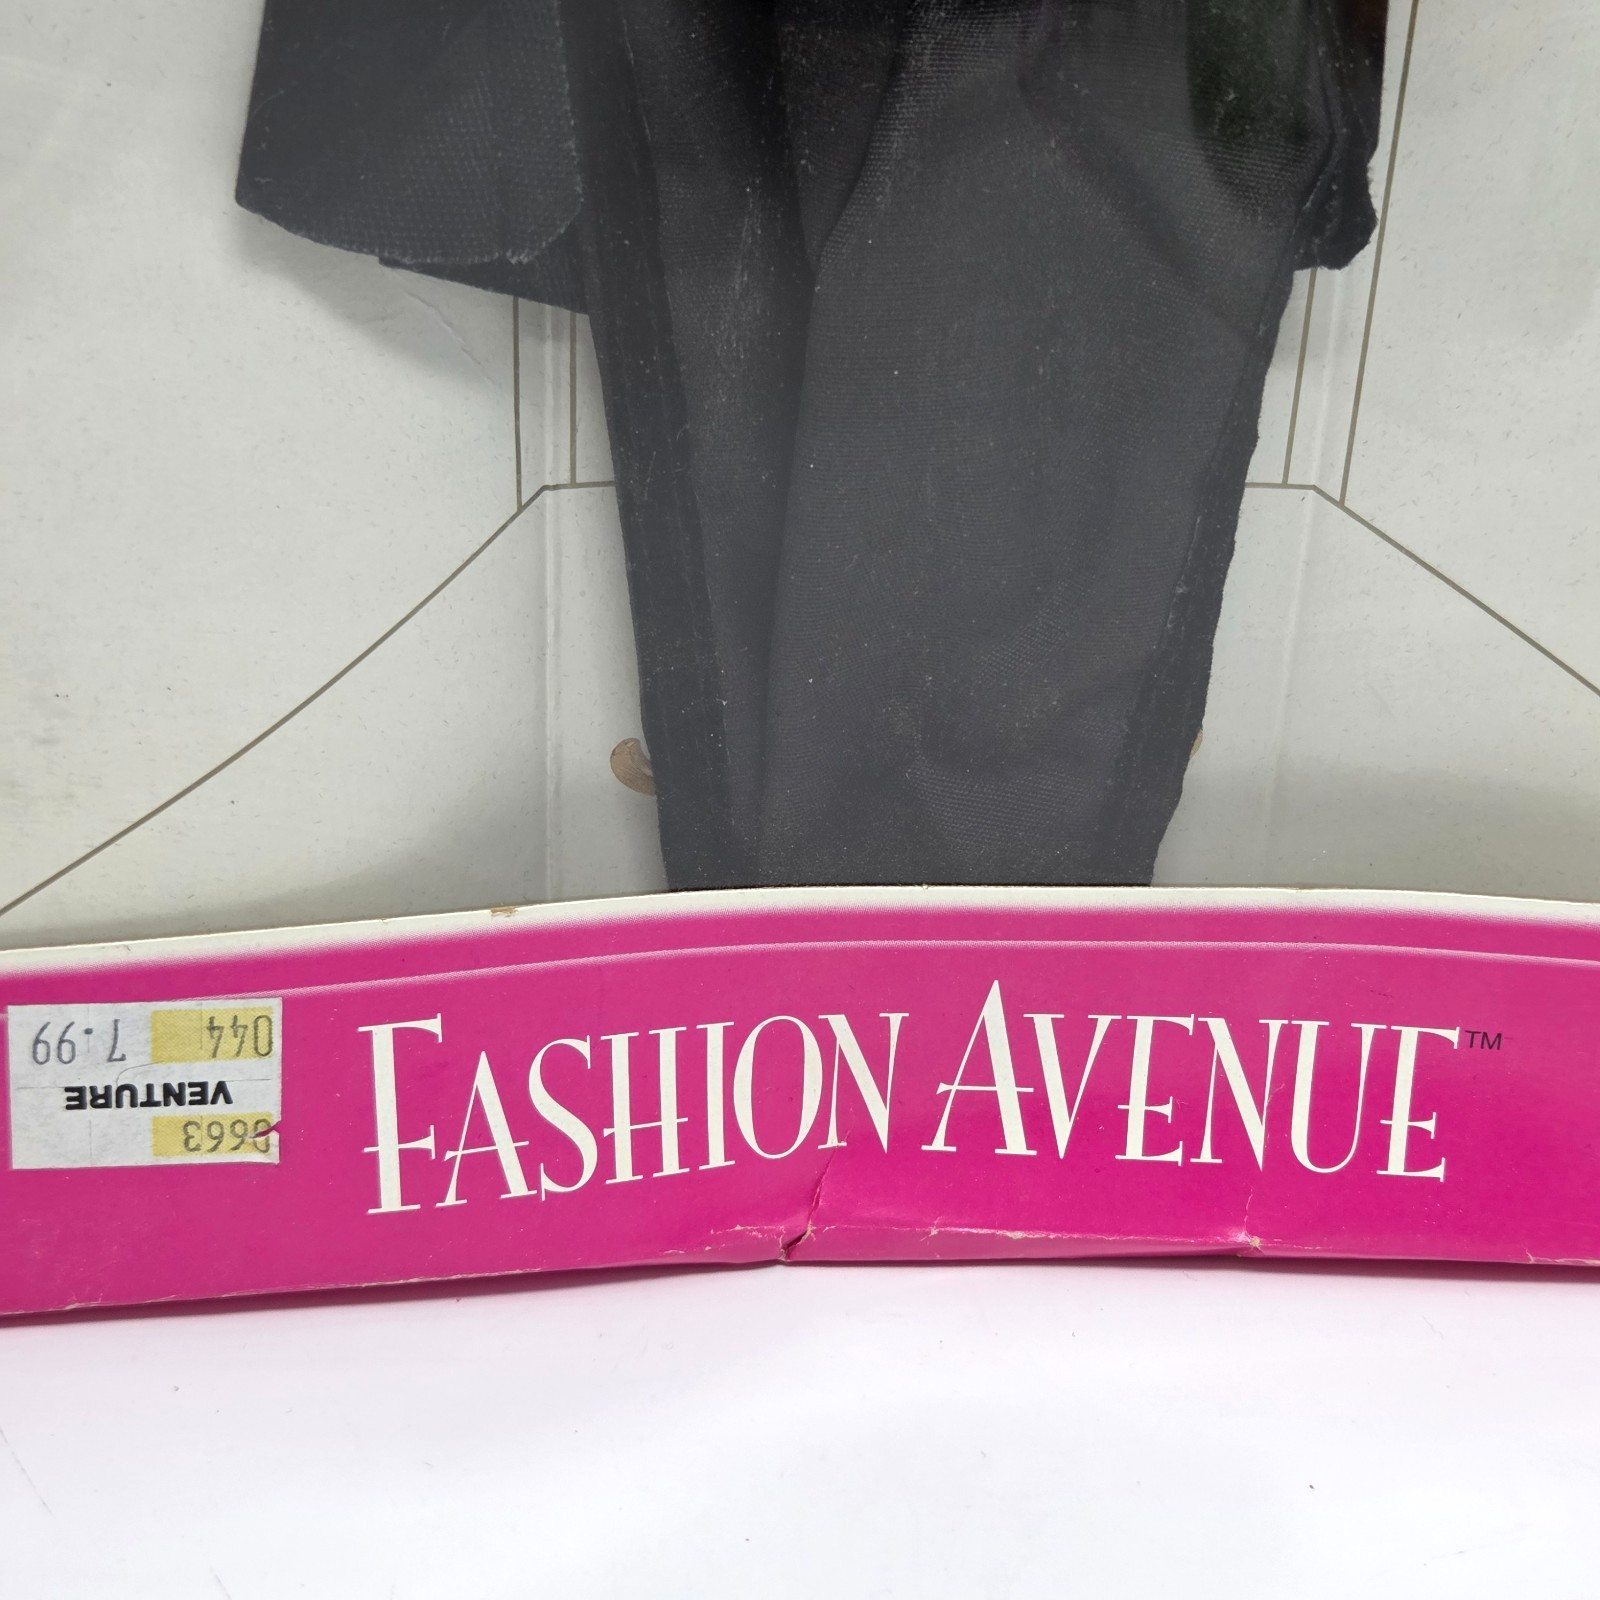 FASHION AVENUE™
0663
VENTURE
044 7.99